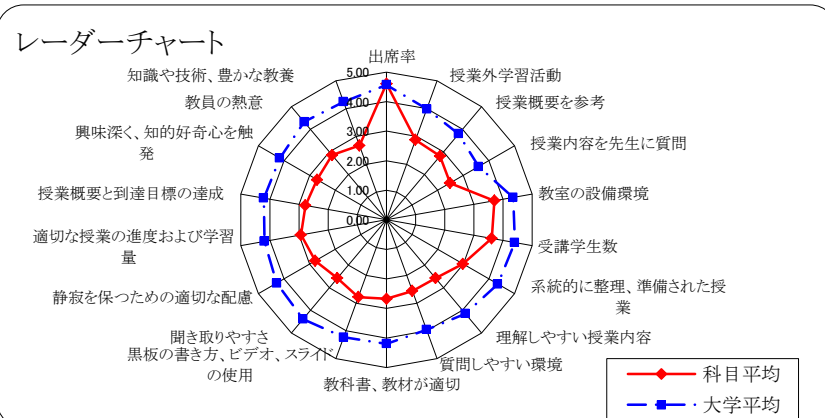 レーダーチャート
出席率
授業外学習活動
授業概要を参考
授業内容を先生に質問
教室の設備環境
受講学生数
系統的に整理、準備された授
業
理解しやすい授業内容
質問しやすい環境
教科書、教材が適切
黒板の書き方、ビデオ、スライド
の使用
聞き取りやすさ
静寂を保つための適切な配慮
適切な授業の進度および学習
量
授業概要と到達目標の達成
興味深く、知的好奇心を触
発
教員の熱意
知識や技術、豊かな教養
5.00
4.00
3.00
2.00
1.00
0.00
科目平均
大学平均